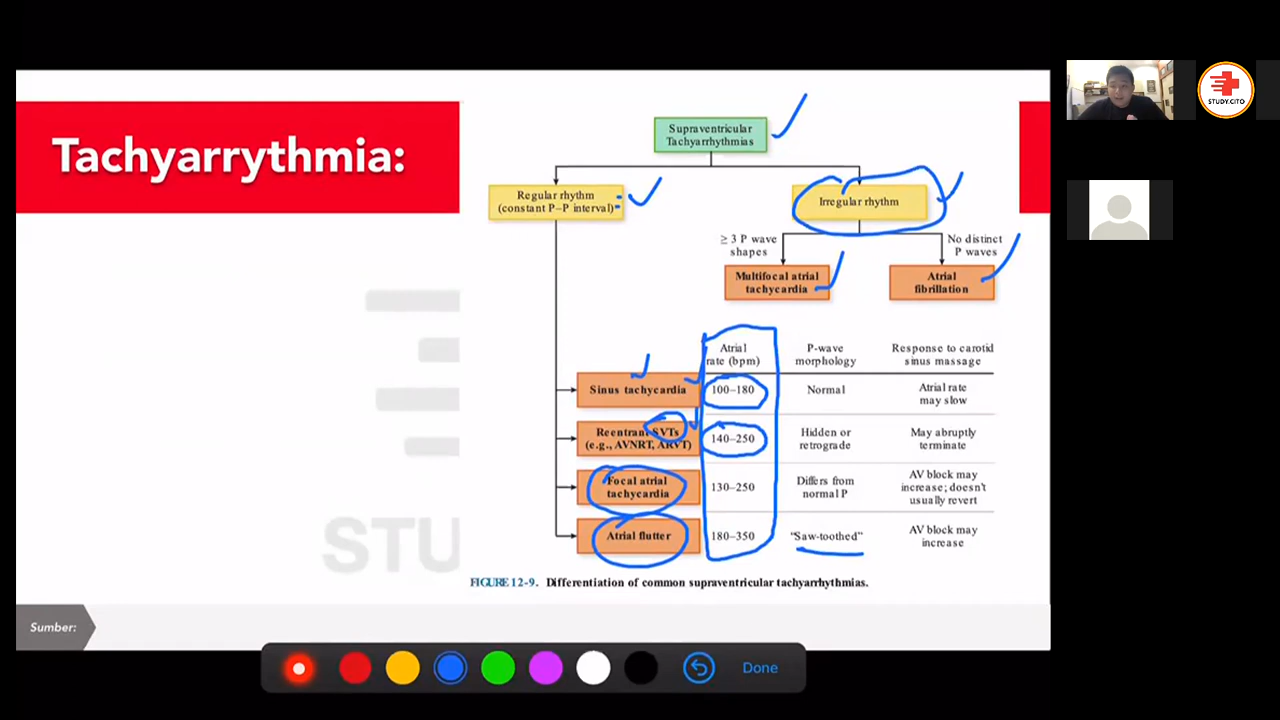 Tachyarrythmia:
Supraventricular
Tachyarrhythmias
Regular rhythm
(constant P–P interval)
Irregular rhythm
≥ 3 P wave
shapes
No distinct
P waves
Multifocal atrial
tachycardia
Atrial
fibrillation
Atrial
rate (bpm)
P-wave
morphology
Response to carotid
sinus massage
Sinus tachycardia
100–180
Normal
Atrial rate
may slow
Reentrant SVTs
(e.g., AVNRT, ARVT)
140–250
Hidden or
retrograde
May abruptly
terminate
Focal atrial
tachycardia
130–250
Differs from
normal P
AV block may
increase; doesn't
usually revert
Atrial flutter
180–350
"Saw-toothed"
AV block may
increase
FIGURE 12-9. Differentiation of common supraventricular tachyarrhythmias.
STU
Sumber:
Done
STUDY.CITO